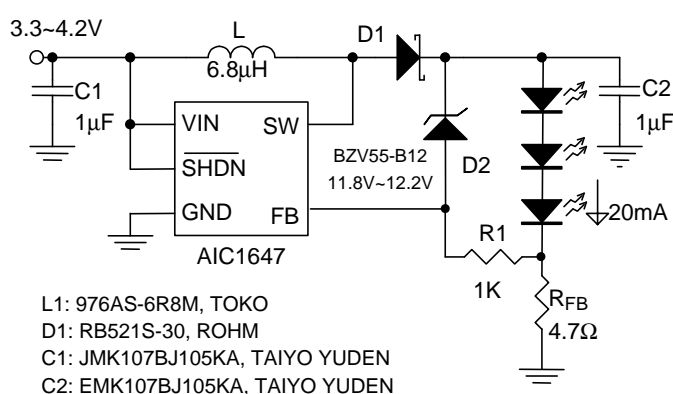 3.3~4.2V
L
D1
6.8μH
C1
1μF
VIN
SW
SHDN
GND
FB
AIC1647
BZV55-B12
11.8V~12.2V
D2
C2
1μF
20mA
R1
1K
RFB
4.7Ω
L1: 976AS-6R8M, TOKO
D1: RB521S-30, ROHM
C1: JMK107BJ105KA, TAIYO YUDEN
C2: EMK107BJ105KA, TAIYO YUDEN